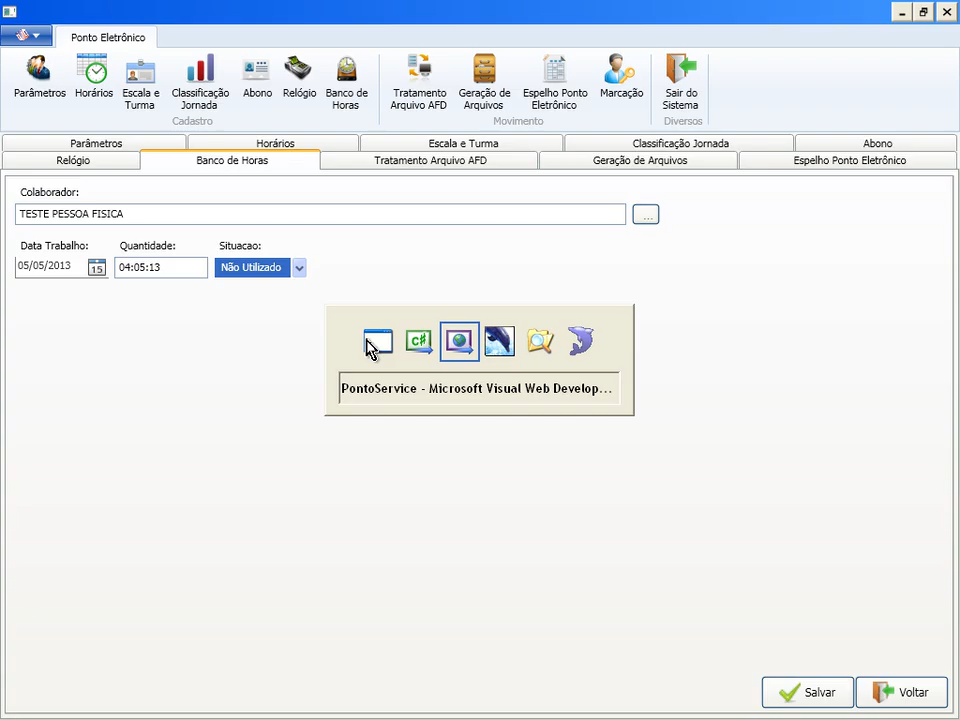 Ponto Eletrônico
Parâmetros
Horários
Escala e
Turma
Classificação
Jornada
Abono
Relógio
Banco de
Horas
Cadastro
Tratamento
Arquivo AFD
Geração de
Arquivos
Espelho Ponto
Eletrônico
Marcação
Movimento
Sair do
Sistema
Diversos
Parâmetros
Horários
Escala e Turma
Classificação Jornada
Abono
Relógio
Banco de Horas
Tratamento Arquivo AFD
Geração de Arquivos
Espelho Ponto Eletrônico
Colaborador:
TESTE PESSOA FISICA
...
Data Trabalho:
Quantidade:
Situacao:
05/05/2013
15
04:05:13
Não Utilizado
C#
PontoService - Microsoft Visual Web Develop...
Salvar
Voltar